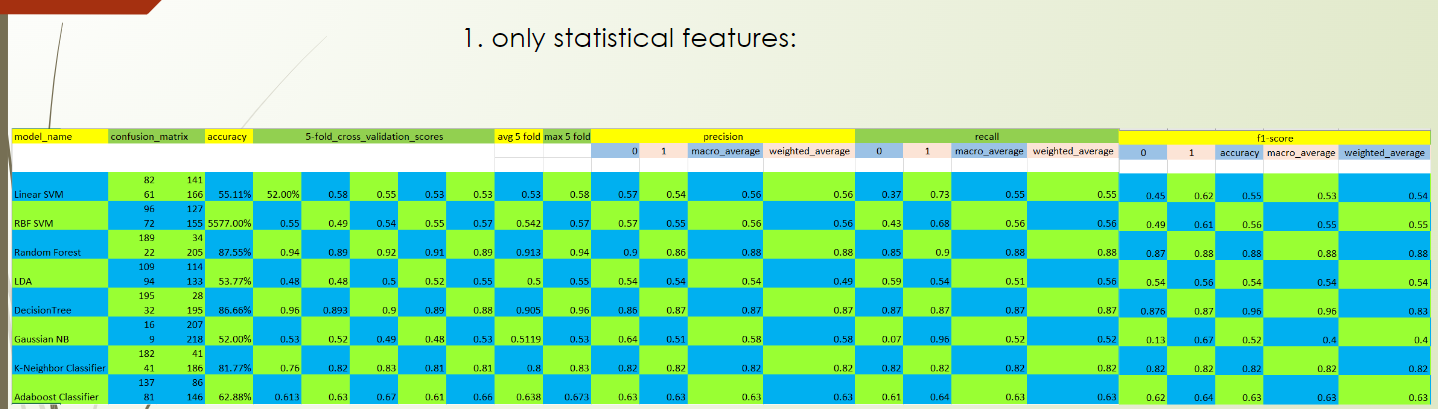 1. only statistical features:
model_name confusion_matrix accuracy 5-fold_cross_validation_scores avg 5 fold max 5 fold precision recall f1-score
0 1 macro_average weighted_average 0 1 macro_average weighted_average 0 1 accuracy macro_average weighted_average
82 141
Linear SVM 61 166 55.11% 52.00% 0.58 0.55 0.53 0.53 0.53 0.58 0.57 0.54 0.56 0.56 0.37 0.73 0.55 0.55 0.45 0.62 0.55 0.53 0.54
96 127
RBF SVM 72 155 5577.00% 0.55 0.49 0.54 0.55 0.57 0.542 0.57 0.57 0.55 0.56 0.56 0.43 0.68 0.56 0.56 0.49 0.61 0.56 0.55 0.55
189 34
Random Forest 22 205 87.55% 0.94 0.89 0.92 0.91 0.89 0.913 0.94 0.9 0.86 0.88 0.88 0.85 0.9 0.88 0.88 0.87 0.88 0.88 0.88 0.88
109 114
LDA 94 133 53.77% 0.48 0.48 0.5 0.52 0.55 0.5 0.55 0.54 0.54 0.54 0.49 0.59 0.54 0.51 0.56 0.54 0.56 0.54 0.54 0.54
195 28
DecisionTree 32 195 86.66% 0.96 0.893 0.9 0.89 0.88 0.905 0.96 0.86 0.87 0.87 0.87 0.87 0.87 0.87 0.87 0.876 0.87 0.96 0.96 0.83
16 207
Gaussian NB 9 218 52.00% 0.53 0.52 0.49 0.48 0.53 0.5119 0.53 0.64 0.51 0.58 0.58 0.07 0.96 0.52 0.52 0.13 0.67 0.52 0.4 0.4
182 41
K-Neighbor Classifier 41 186 81.77% 0.76 0.82 0.83 0.81 0.81 0.8 0.83 0.82 0.82 0.82 0.82 0.82 0.82 0.82 0.82 0.82 0.82 0.82 0.82 0.82
137 86
Adaboost Classifier 81 146 62.88% 0.613 0.63 0.67 0.61 0.66 0.638 0.673 0.63 0.63 0.63 0.63 0.61 0.64 0.63 0.63 0.62 0.64 0.63 0.63 0.63